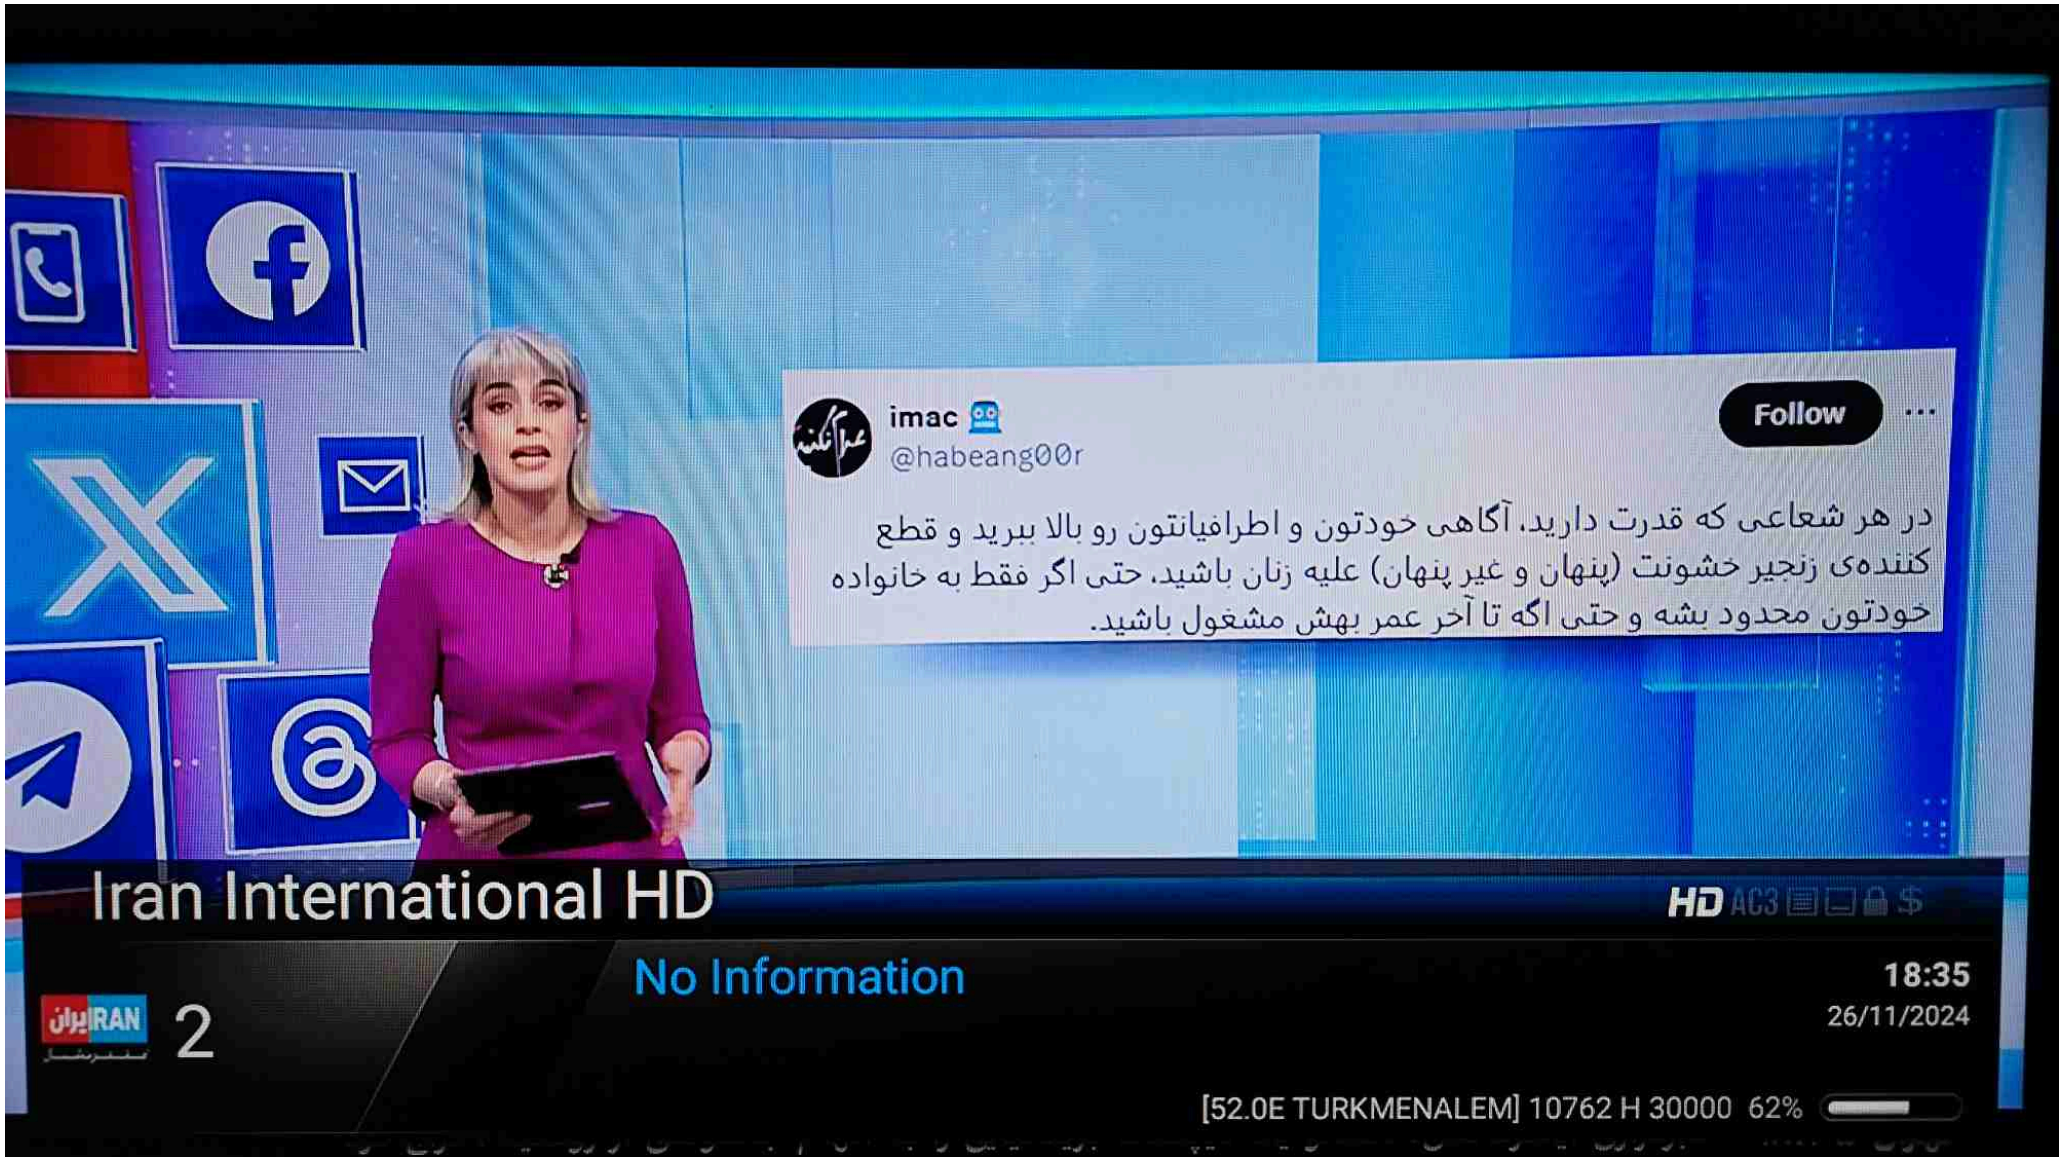 imac
@habeang00r
Follow
در هر شعاعی که قدرت دارید، آگاهی خودتون و اطرافیانتون رو بالا ببرید و قطع
کننده‌ی زنجیر خشونت (پنهان و غیر پنهان) علیه زنان باشید، حتی اگر فقط به خانواده
خودتون محدود بشه و حتی اگه تا آخر عمر بهش مشغول باشید.
Iran International HD
HD AC3 $
No Information
18:35
26/11/2024
ایران IRAN
2
[52.0E TURKMENALEM] 10762 H 30000 62%